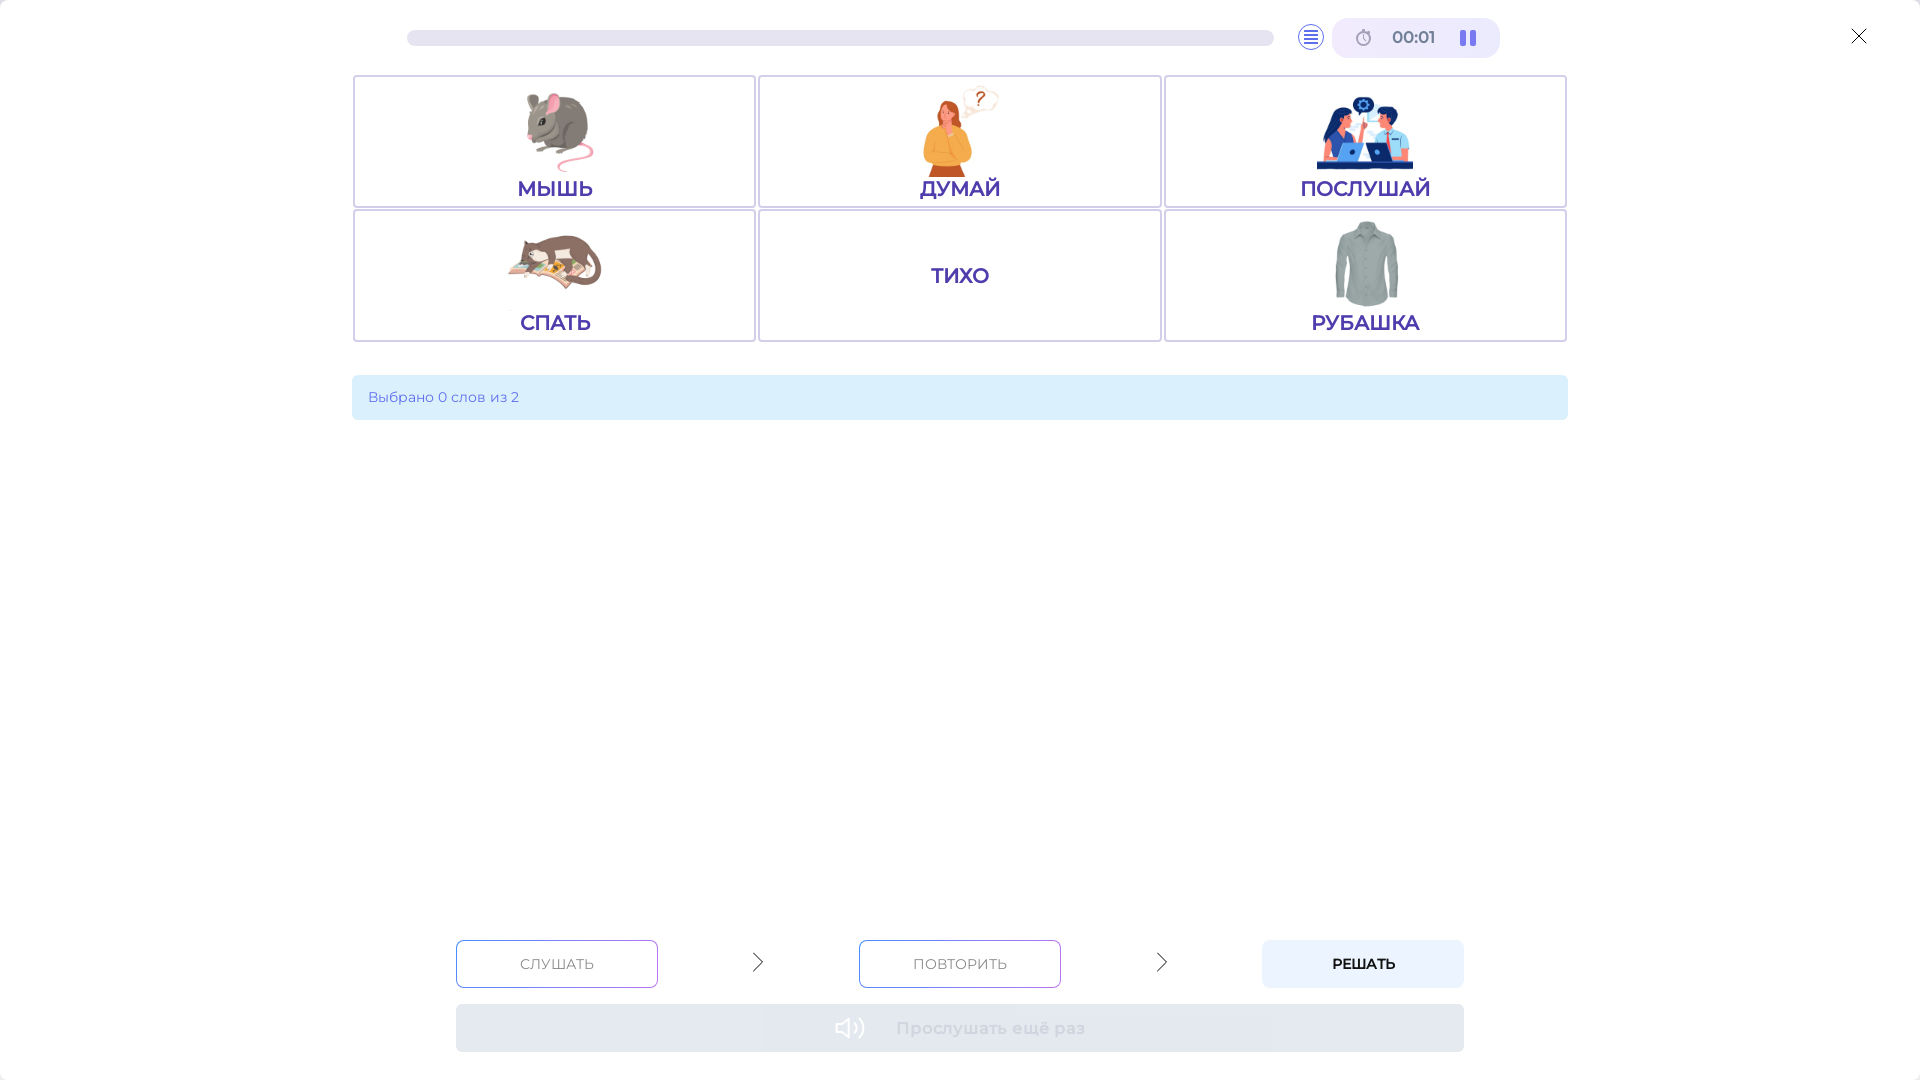 00:01
МЫШЬ
ДУМАЙ
?
ПОСЛУШАЙ
СПАТЬ
ТИХО
РУБАШКА
Выбрано 0 слов из 2
СЛУШАТЬ
ПОВТОРИТЬ
РЕШАТЬ
Прослушать ещё раз